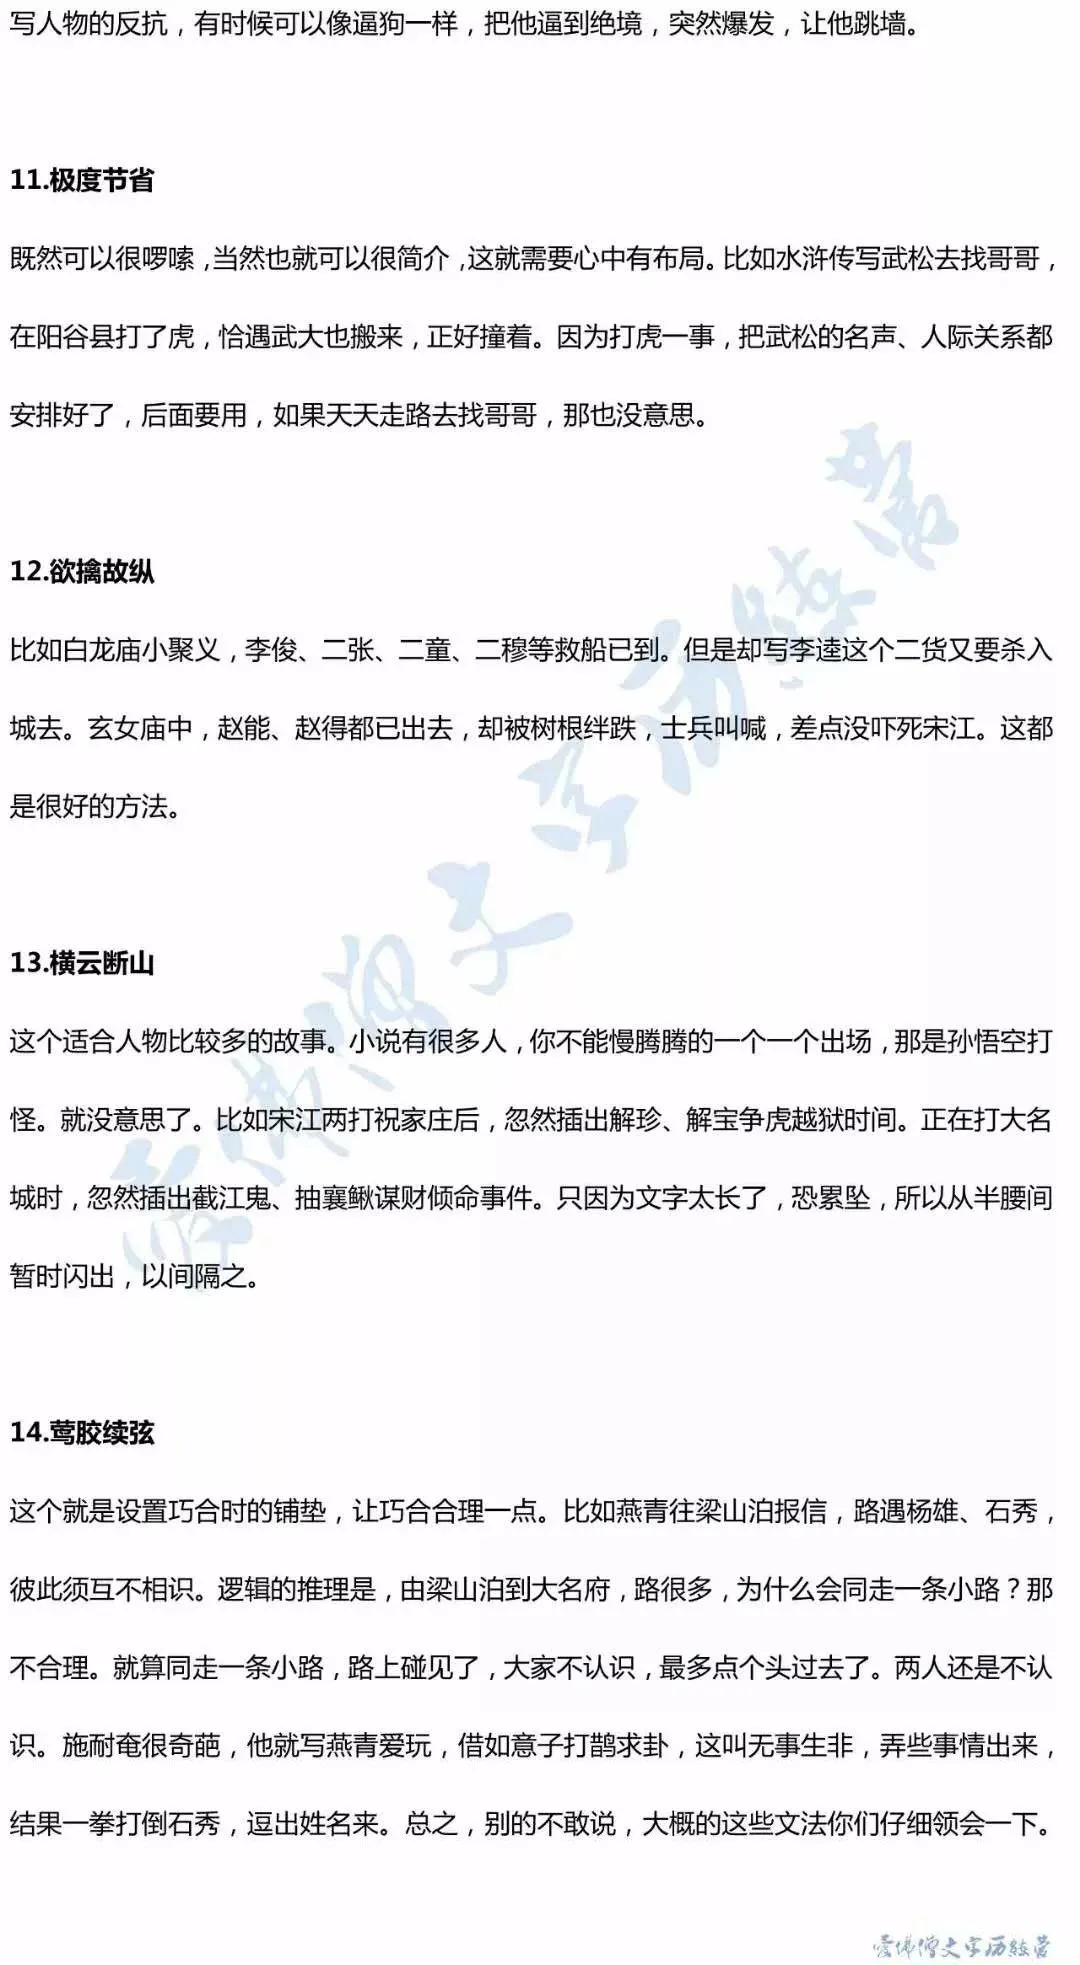 写人物的反抗，有时候可以像逼狗一样，把他逼到绝境，突然爆发，让他跳墙。
11.极度节省
既然可以很啰嗦，当然也就可以很简介，这就需要心中有布局。比如水浒传写武松去找哥哥，
在阳谷县打了虎，恰遇武大也搬来，正好撞着。因为打虎一事，把武松的名声、人际关系都
安排好了，后面要用，如果天天走路去找哥哥，那也没意思。
12.欲擒故纵
比如白龙庙小聚义，李俊、二张、二童、二穆等救船已到。但是却写李逵这个二货又要杀入
城去。玄女庙中，赵能、赵得都已出去，却被树根绊跌，士兵叫喊，差点没吓死宋江。这都
是很好的方法。
13.横云断山
这个适合人物比较多的故事。小说有很多人，你不能慢腾腾的一个一个出场，那是孙悟空打
怪。就没意思了。比如宋江两打祝家庄后，忽然插出解珍、解宝争虎越狱时间。正在打大名
城时，忽然插出截江鬼、抽襄鳅谋财倾命事件。只因为文字太长了，恐累坠，所以从半腰间
暂时闪出，以间隔之。
14.莺胶续弦
这个就是设置巧合时的铺垫，让巧合合理一点。比如燕青往梁山泊报信，路遇杨雄、石秀，
彼此须互不相识。逻辑的推理是，由梁山泊到大名府，路很多，为什么会同走一条小路？那
不合理。就算同走一条小路，路上碰见了，大家不认识，最多点个头过去了。两人还是不认
识。施耐奄很奇葩，他就写燕青爱玩，借如意子打鹊求卦，这叫无事生非，弄些事情出来，
结果一拳打倒石秀，逗出姓名来。总之，别的不敢说，大概的这些文法你们仔细领会一下。
爱佛僧文字历练营